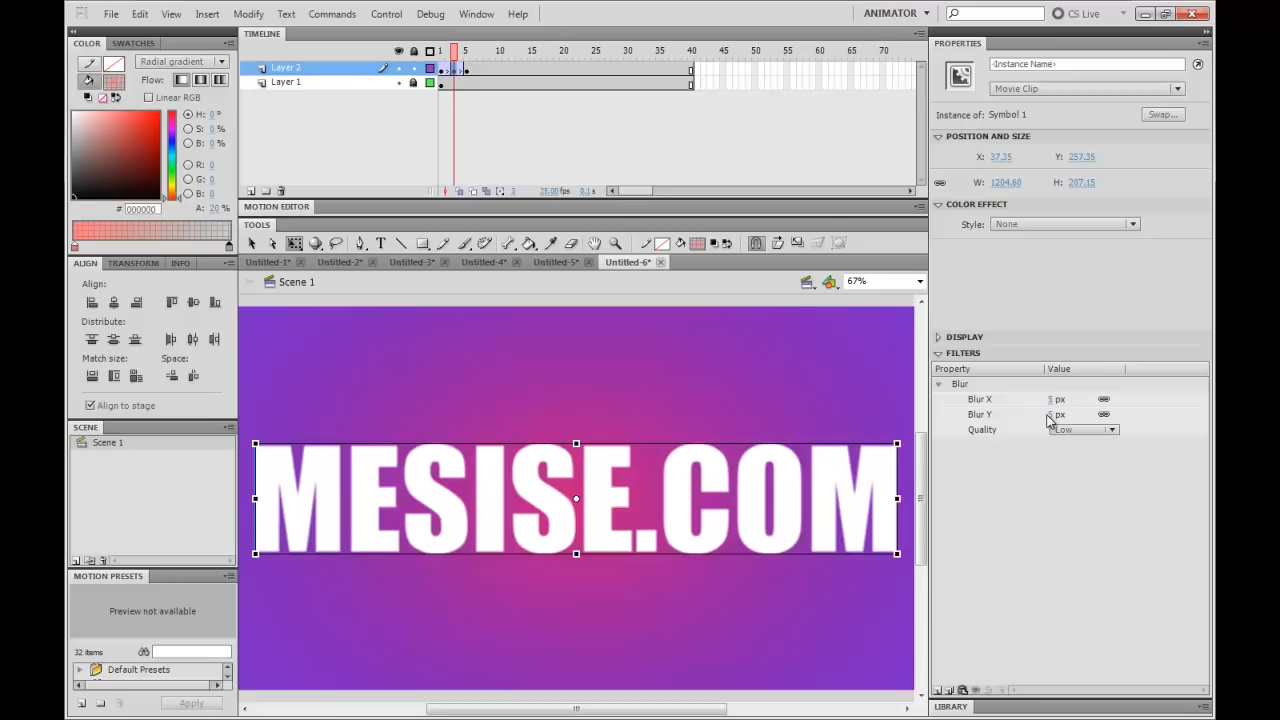 File Edit View Insert Modify Text Commands Control Debug Window Help
ANIMATOR
CS Live
COLOR SWATCHES
Radial gradient
Flow:
Linear RGB
H: 0 °
S: 0 %
B: 0 %
R: 0
G: 0
B: 0
# 000000
A: 20 %
ALIGN TRANSFORM INFO
Align:
Distribute:
Match size: Space:
Align to stage
SCENE
Scene 1
MOTION PRESETS
Preview not available
32 items
Default Presets
Apply
TIMELINE
1 5 10 15 20 25 30 35 40 45 50 55 60 65 70
Layer 2
Layer 1
3 25.00 fps 0.1 s
MOTION EDITOR
TOOLS
Untitled-1* Untitled-2* Untitled-3* Untitled-4* Untitled-5* Untitled-6*
Scene 1
67%
MESISE.COM
PROPERTIES
<Instance Name>
Movie Clip
Instance of: Symbol 1
Swap...
POSITION AND SIZE
X: 37.35 Y: 257.35
W: 1204.60 H: 207.15
COLOR EFFECT
Style: None
DISPLAY
FILTERS
Property Value
Blur
Blur X 5 px
Blur Y 5 px
Quality Low
LIBRARY